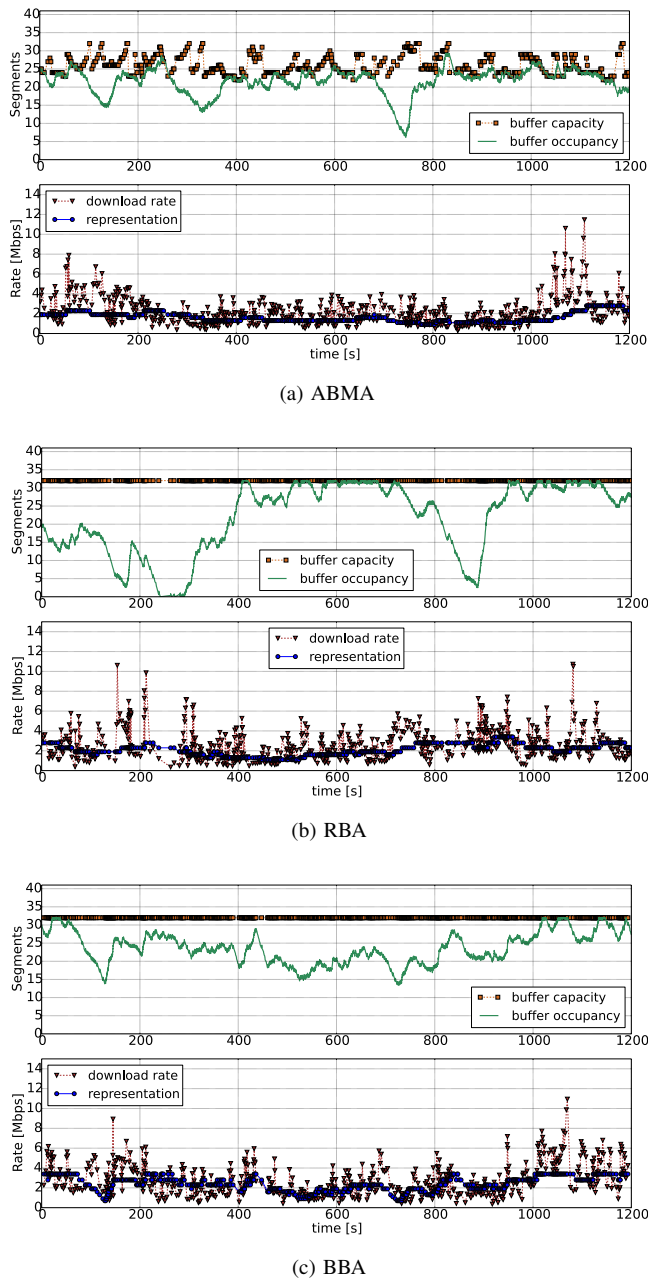 40
35
30
25
20
15
10
5
0
Segments
buffer capacity
buffer occupancy
0 200 400 600 800 1000 1200
14
12
10
8
6
4
2
0
Rate [Mbps]
download rate
representation
0 200 400 600 800 1000 1200
time [s]
(a) ABMA
40
35
30
25
20
15
10
5
0
Segments
buffer capacity
buffer occupancy
0 200 400 600 800 1000 1200
14
12
10
8
6
4
2
0
Rate [Mbps]
download rate
representation
0 200 400 600 800 1000 1200
time [s]
(b) RBA
40
35
30
25
20
15
10
5
0
Segments
buffer capacity
buffer occupancy
0 200 400 600 800 1000 1200
14
12
10
8
6
4
2
0
Rate [Mbps]
download rate
representation
0 200 400 600 800 1000 1200
time [s]
(c) BBA